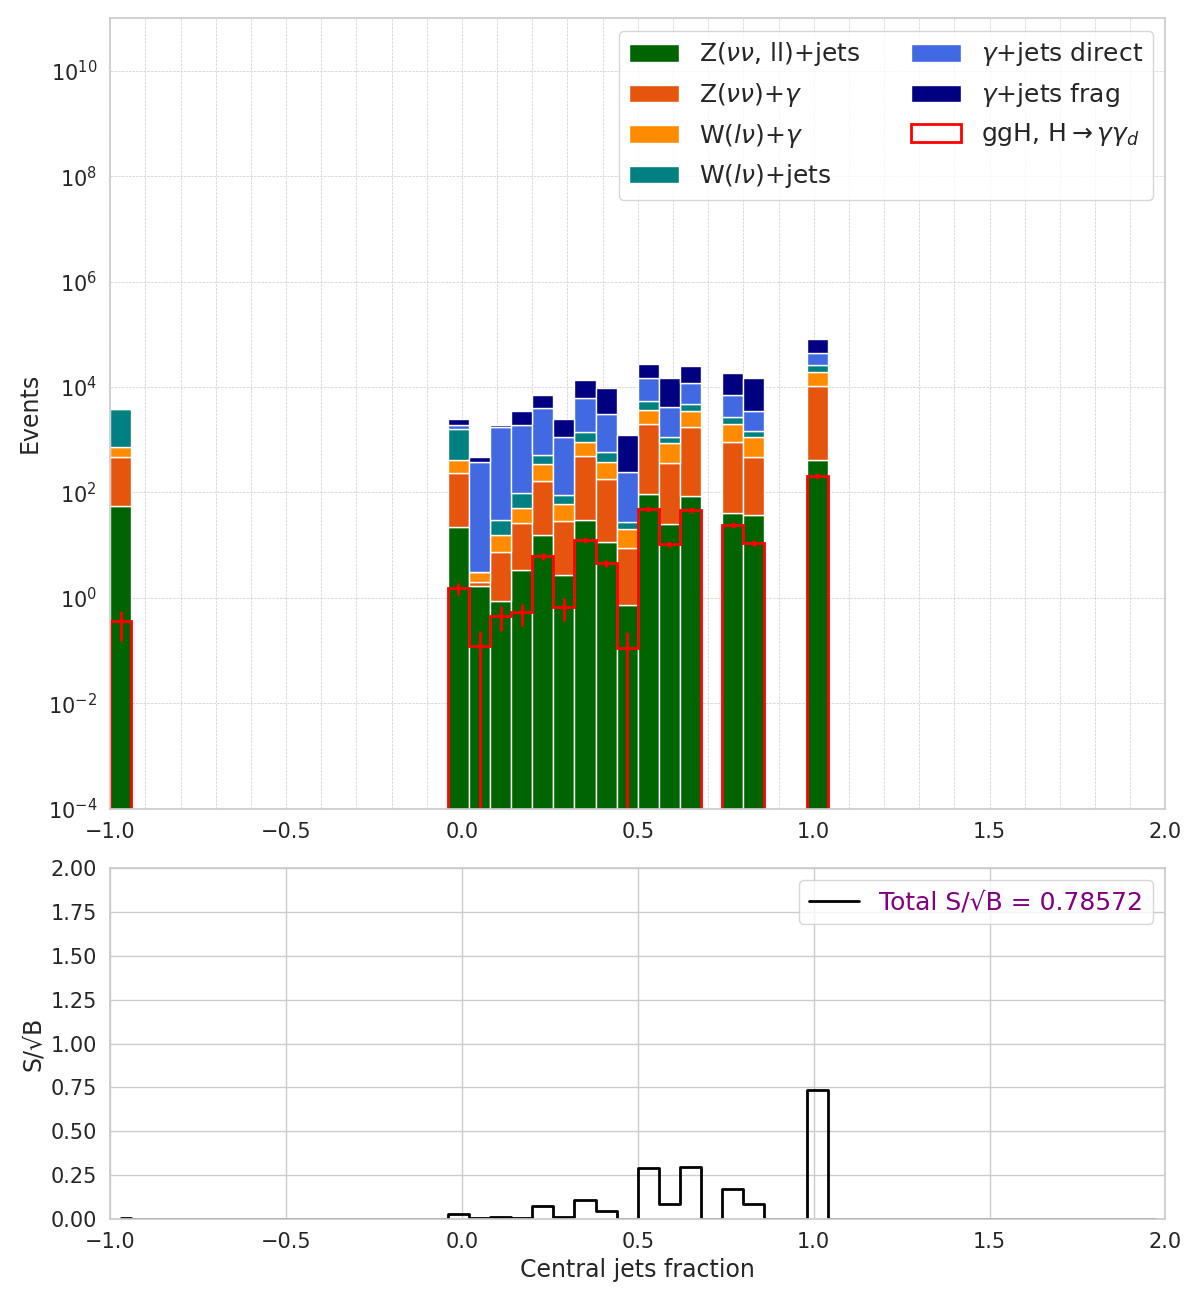 Z(νν, ll)+jets
Z(νν)+γ
W(lν)+γ
W(lν)+jets
γ+jets direct
γ+jets frag
ggH, H→γγ_d
Events
10^10
10^8
10^6
10^4
10^2
10^0
10^−2
10^−4
−1.0 −0.5 0.0 0.5 1.0 1.5 2.0
Total S/√B = 0.78572
S/√B
2.00
1.75
1.50
1.25
1.00
0.75
0.50
0.25
0.00
−1.0 −0.5 0.0 0.5 1.0 1.5 2.0
Central jets fraction